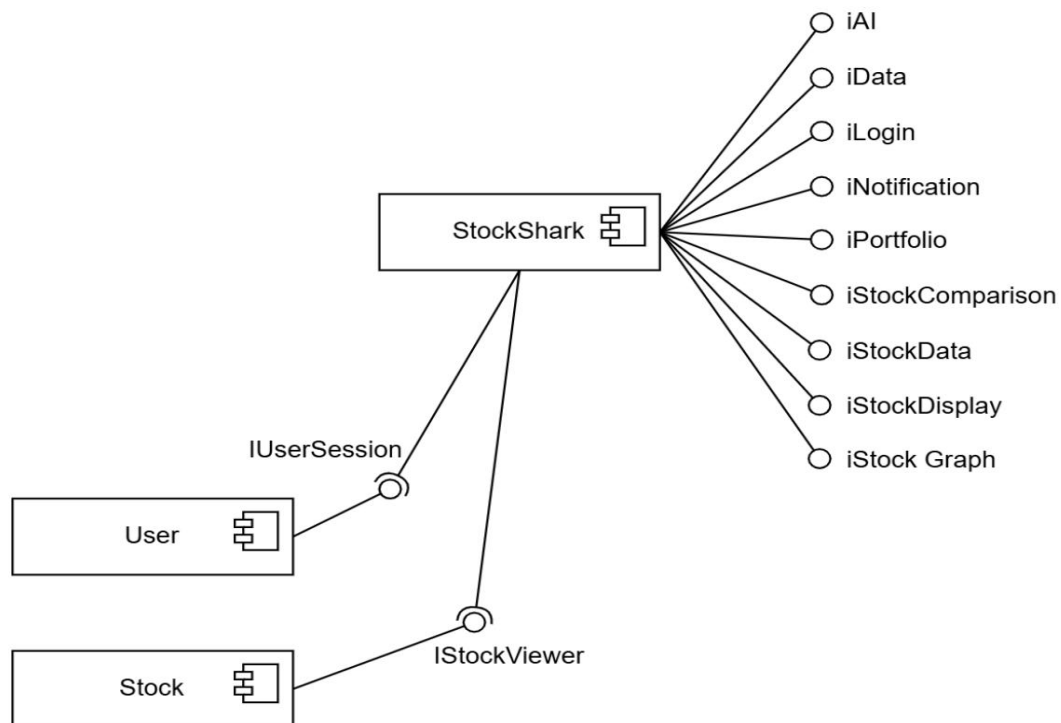 iAI
iData
iLogin
iNotification
StockShark
iPortfolio
iStockComparison
iStockData
iStockDisplay
IUserSession
iStock Graph
User
IStockViewer
Stock